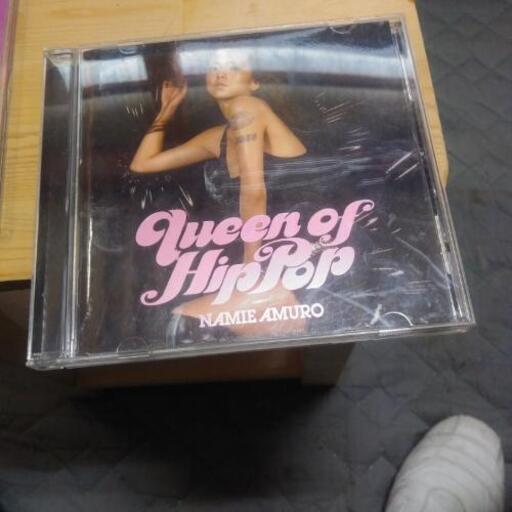 Queen of
HipPop
NAMIE AMURO